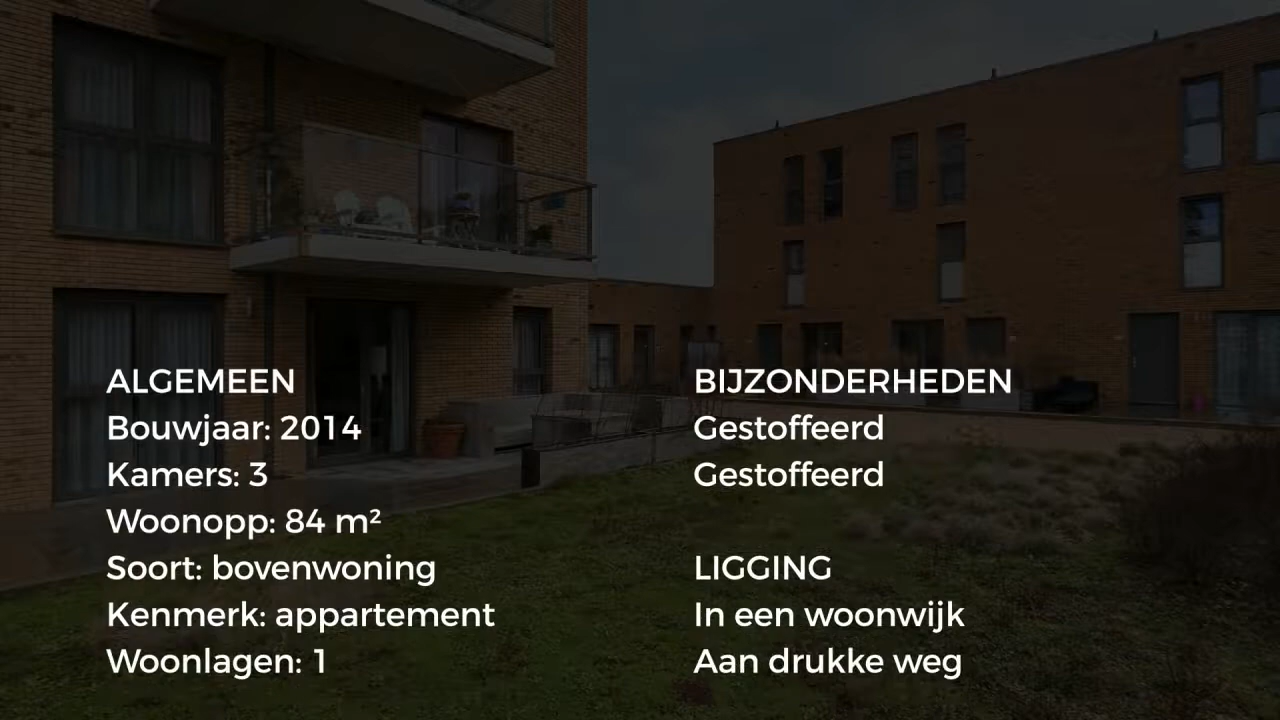 ALGEMEEN
Bouwjaar: 2014
Kamers: 3
Woonopp: 84 m²
Soort: bovenwoning
Kenmerk: appartement
Woonlagen: 1
BIJZONDERHEDEN
Gestoffeerd
Gestoffeerd
LIGGING
In een woonwijk
Aan drukke weg